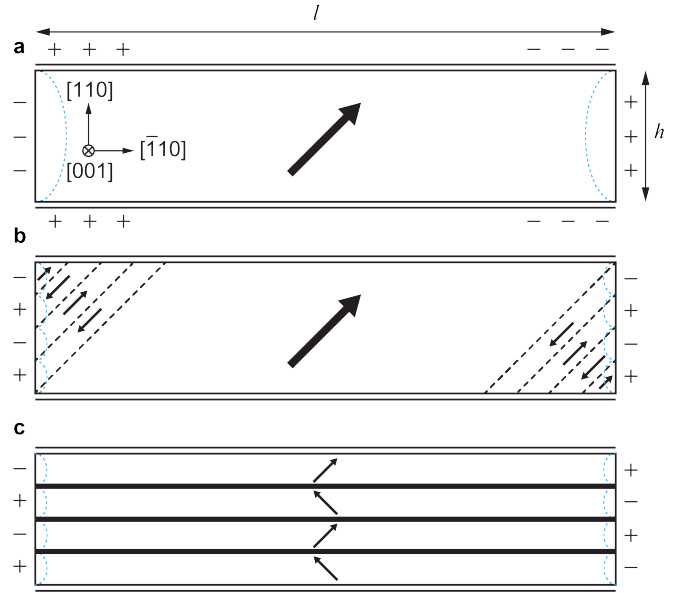 l
a + + + − − −
[110]
− +
− [1̄10] + h
[001]
− +
+ + + − − −
b
− −
+ +
− −
+ +
c
− +
+ −
− +
+ −